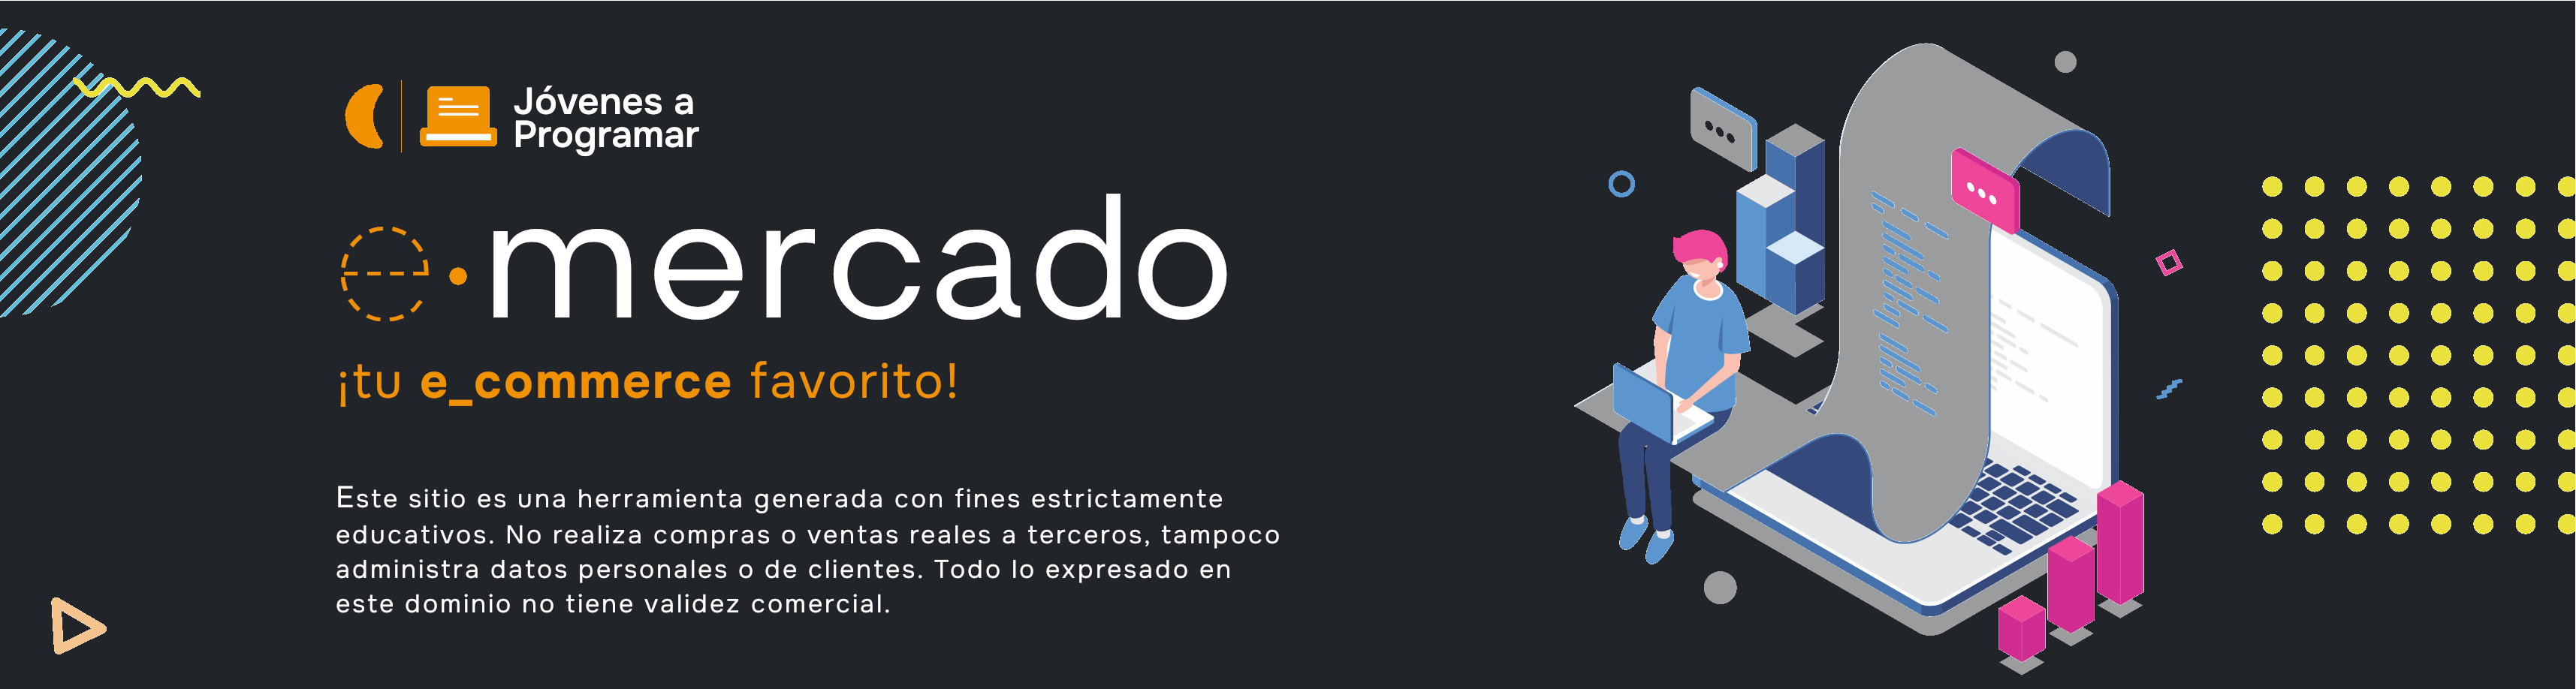 Jóvenes a
Programar
e·mercado
¡tu e_commerce favorito!
Este sitio es una herramienta generada con fines estrictamente
educativos. No realiza compras o ventas reales a terceros, tampoco
administra datos personales o de clientes. Todo lo expresado en
este dominio no tiene validez comercial.